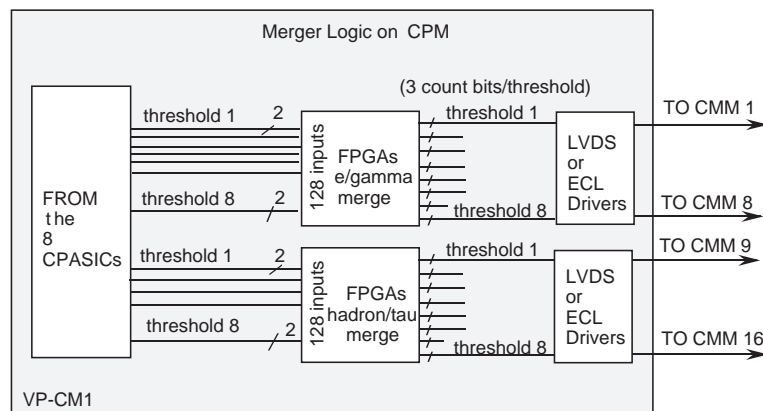 Merger Logic on CPM
(3 count bits/threshold)
threshold 1
2
threshold 1
TO CMM 1
FROM
the
8
CPASICs
128 inputs
FPGAs
e/gamma
merge
LVDS
or
ECL
Drivers
threshold 8
2
threshold 8
TO CMM 8
threshold 1
2
threshold 1
TO CMM 9
128 inputs
FPGAs
hadron/tau
merge
LVDS
or
ECL
Drivers
threshold 8
2
threshold 8
TO CMM 16
VP-CM1